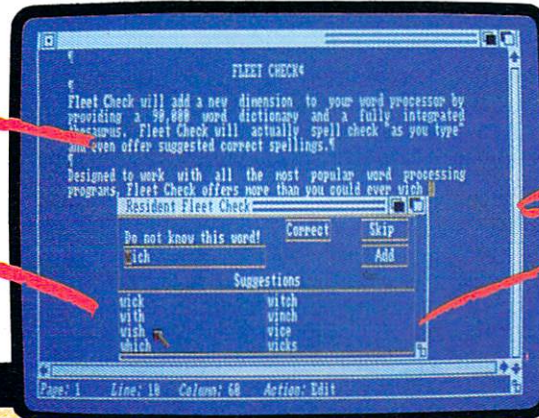 FLEET CHECK¶
¶
Fleet Check will add a new dimension to your word processor by
providing a 90,000 word dictionary and a fully integrated
thesaurus. Fleet Check will actually spell check "as you type"
and even offer suggested correct spellings.¶
¶
Designed to work with all the most popular word processing
programs, Fleet Check offers more than you could ever wich
Resident Fleet Check
Do not know this word!
Correct
Skip
wich
Add
Suggestions
wick witch
with winch
wish vice
which wicks
Page: 1 Line: 10 Column: 60 Action: Edit